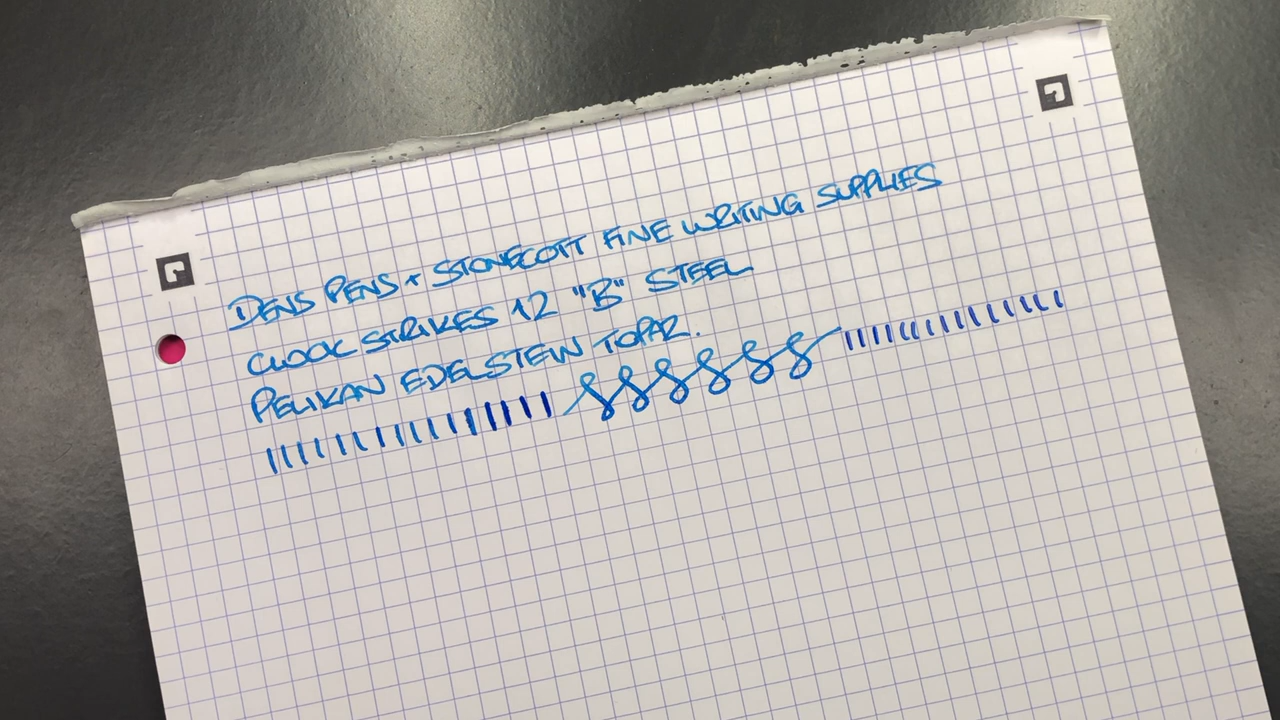 DENS PENS + STONECOTT FINE WRITING SUPPLIES
CLOCK STRIKES 12 "B" STEEL
PELIKAN EDELSTEIN TOPAZ.